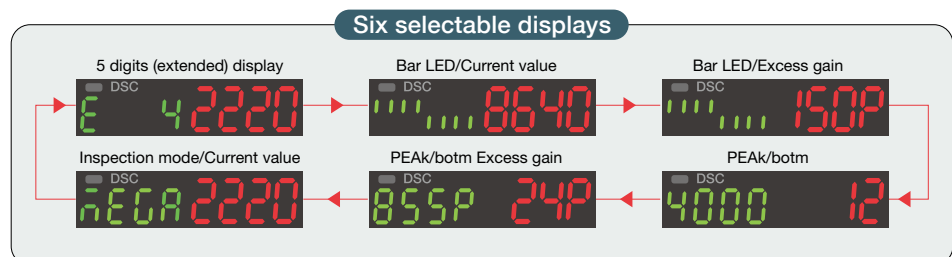 Six selectable displays
5 digits (extended) display
DSC
E 4 2220
Bar LED/Current value
DSC
8640
Bar LED/Excess gain
DSC
150P
Inspection mode/Current value
DSC
MEGA 2220
PEAk/botm Excess gain
DSC
855P 24P
PEAk/botm
DSC
4000 12